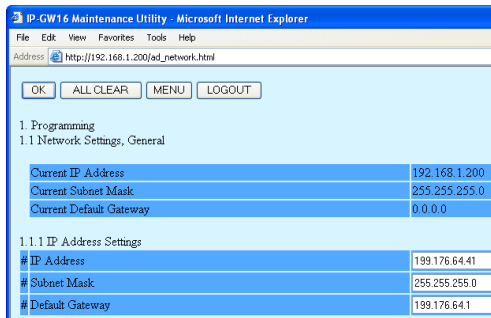 IP-GW16 Maintenance Utility - Microsoft Internet Explorer
File Edit View Favorites Tools Help
Address http://192.168.1.200/ad_network.html
OK ALL CLEAR MENU LOGOUT
1. Programming
1.1 Network Settings, General
Current IP Address 192.168.1.200
Current Subnet Mask 255.255.255.0
Current Default Gateway 0.0.0.0
1.1.1 IP Address Settings
# IP Address 199.176.64.41
# Subnet Mask 255.255.255.0
# Default Gateway 199.176.64.1